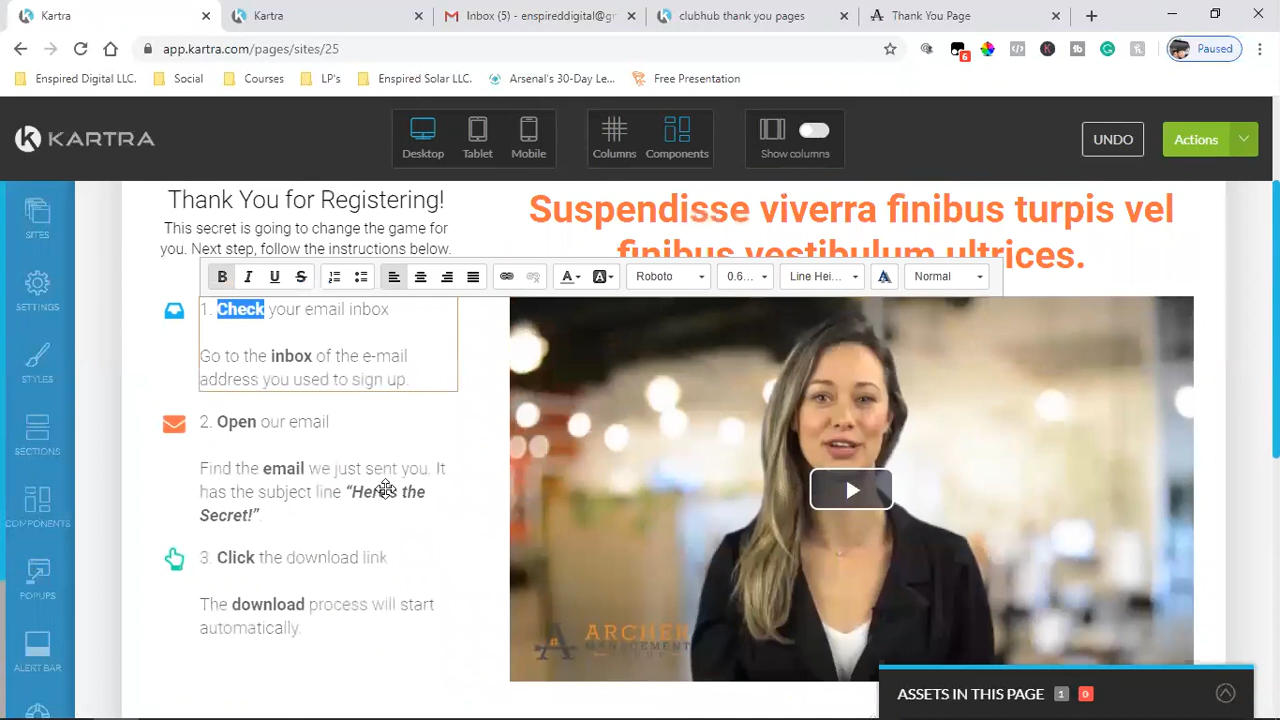 Kartra
Kartra
Inbox (5) - enspireddigital@gr
clubhub thank you pages
Thank You Page
app.kartra.com/pages/sites/25
6
Paused
Enspired Digital LLC.
Social
Courses
LP's
Enspired Solar LLC.
Arsenal's 30-Day Le...
Free Presentation
KARTRA
Desktop
Tablet
Mobile
Columns
Components
Show columns
UNDO
Actions
SITES
SETTINGS
STYLES
SECTIONS
COMPONENTS
POPUPS
ALERT BAR
Thank You for Registering!
This secret is going to change the game for
you. Next step, follow the instructions below.
Suspendisse viverra finibus turpis vel
finibus vestibulum ultrices.
B I U S
A
A
Roboto
0.6...
Line Hei...
A
Normal
1. Check your email inbox
Go to the inbox of the e-mail
address you used to sign up.
2. Open our email
Find the email we just sent you. It
has the subject line “Here's the
Secret!”.
3. Click the download link
The download process will start
automatically.
ARCHER
MANAGEMENT
ASSETS IN THIS PAGE 1 0